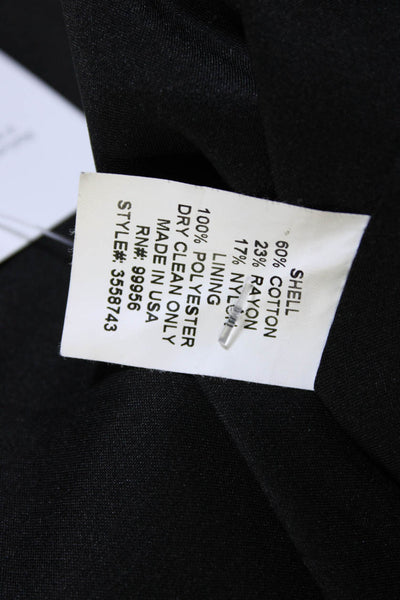 SHELL
60% COTTON
23% RAYON
17% NYLON
LINING
100% POLYESTER
DRY CLEAN ONLY
MADE IN USA
RN#: 99956
STYLE#: 3558743